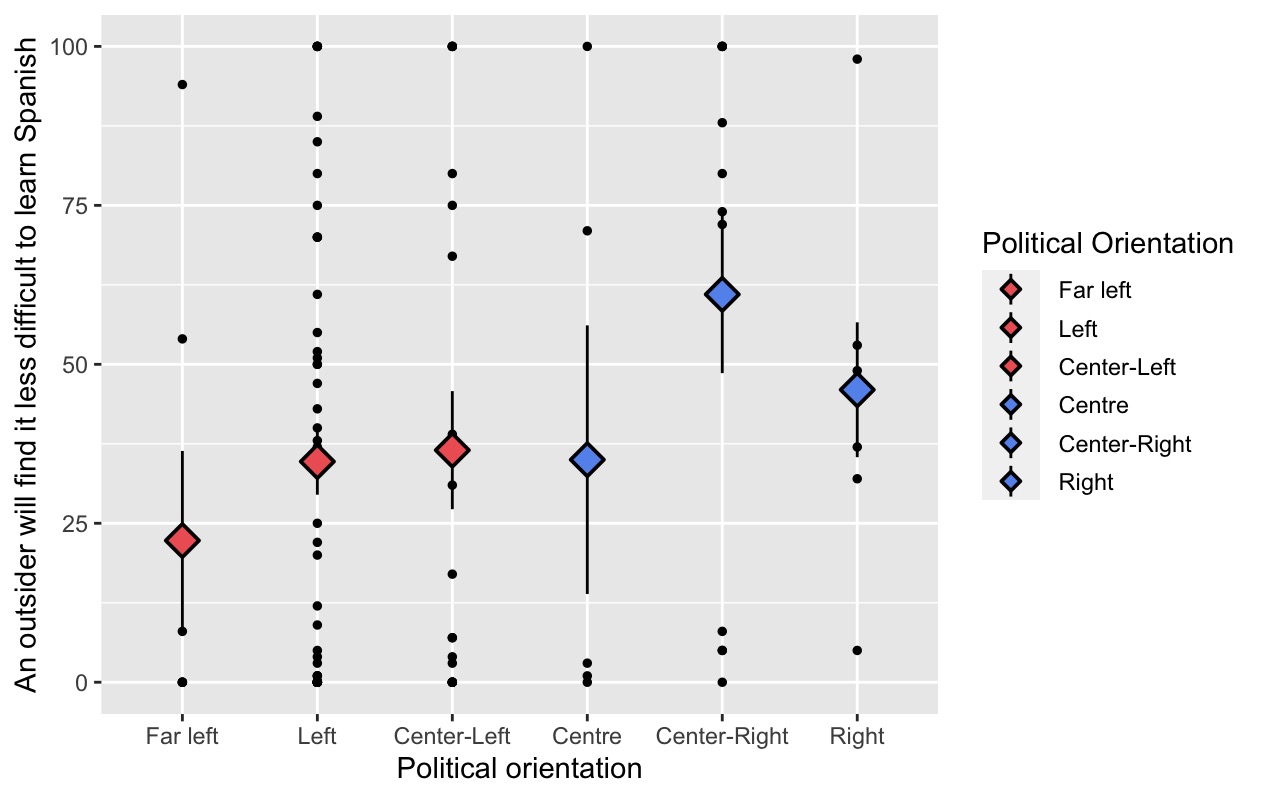 An outsider will find it less difficult to learn Spanish
100
75
50
25
0
Far left
Left
Center-Left
Centre
Center-Right
Right
Political orientation
Political Orientation
Far left
Left
Center-Left
Centre
Center-Right
Right